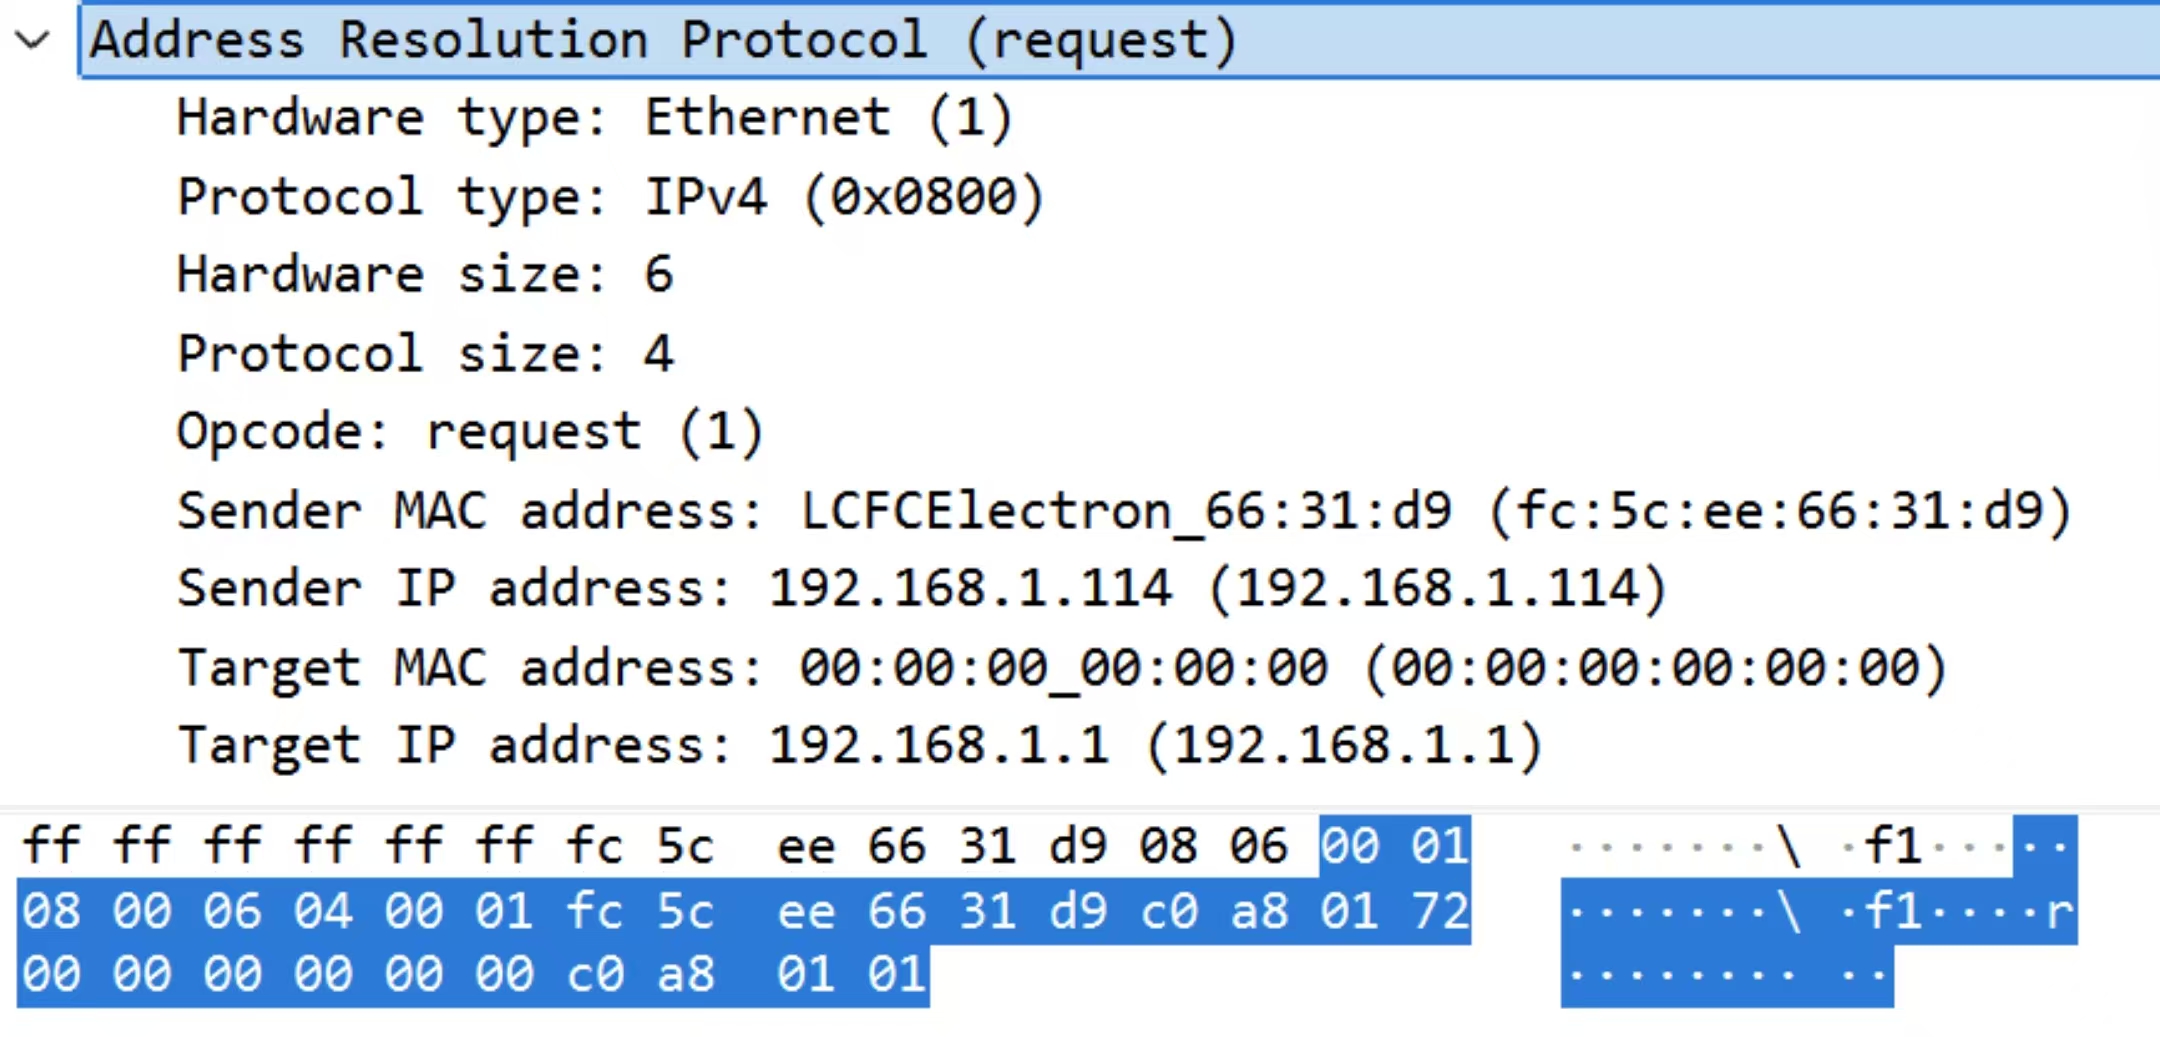 Address Resolution Protocol (request)
Hardware type: Ethernet (1)
Protocol type: IPv4 (0x0800)
Hardware size: 6
Protocol size: 4
Opcode: request (1)
Sender MAC address: LCFCElectron_66:31:d9 (fc:5c:ee:66:31:d9)
Sender IP address: 192.168.1.114 (192.168.1.114)
Target MAC address: 00:00:00_00:00:00 (00:00:00:00:00:00)
Target IP address: 192.168.1.1 (192.168.1.1)
ff ff ff ff ff ff fc 5c  ee 66 31 d9 08 06 00 01  ·······\ ·f1·····
08 00 06 04 00 01 fc 5c  ee 66 31 d9 c0 a8 01 72  ·······\ ·f1····r
00 00 00 00 00 00 c0 a8  01 01  ········ ··